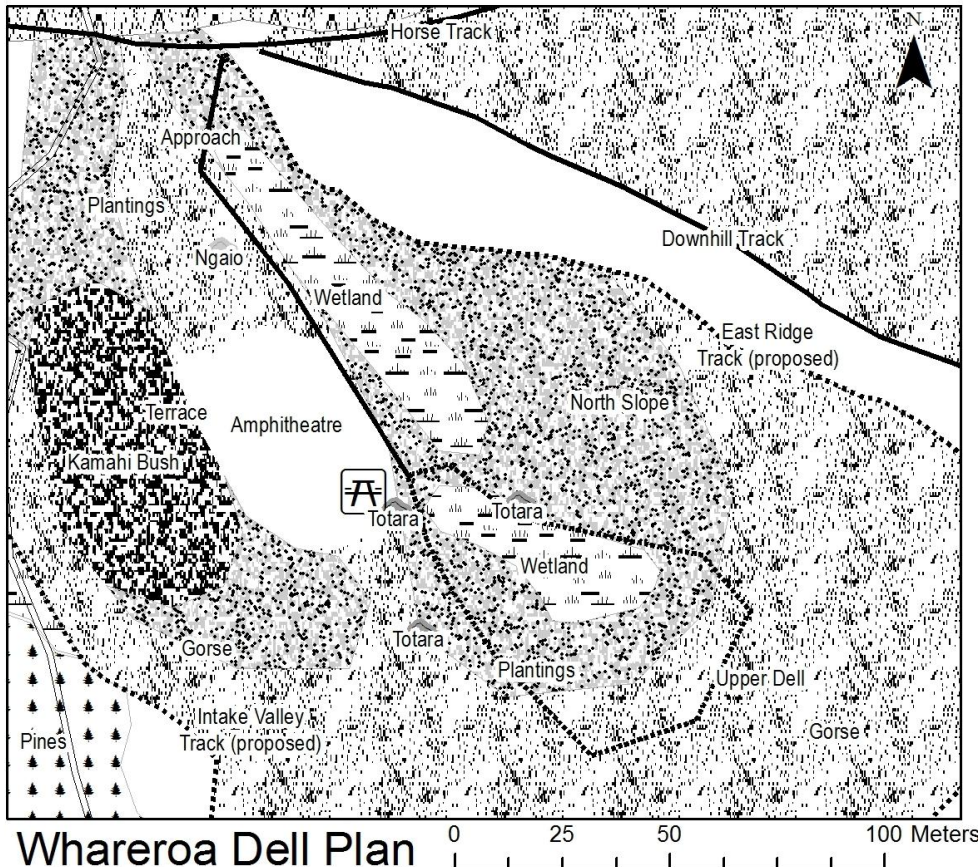 N
Horse Track
Approach
Plantings
Downhill Track
Ngaio
Wetland
East Ridge
Track (proposed)
North Slope
Terrace
Amphitheatre
Kamahi Bush
Totara
Totara
Wetland
Totara
Gorse
Plantings
Upper Dell
Intake Valley
Track (proposed)
Pines
Gorse
Whareroa Dell Plan
0 25 50 100 Meters